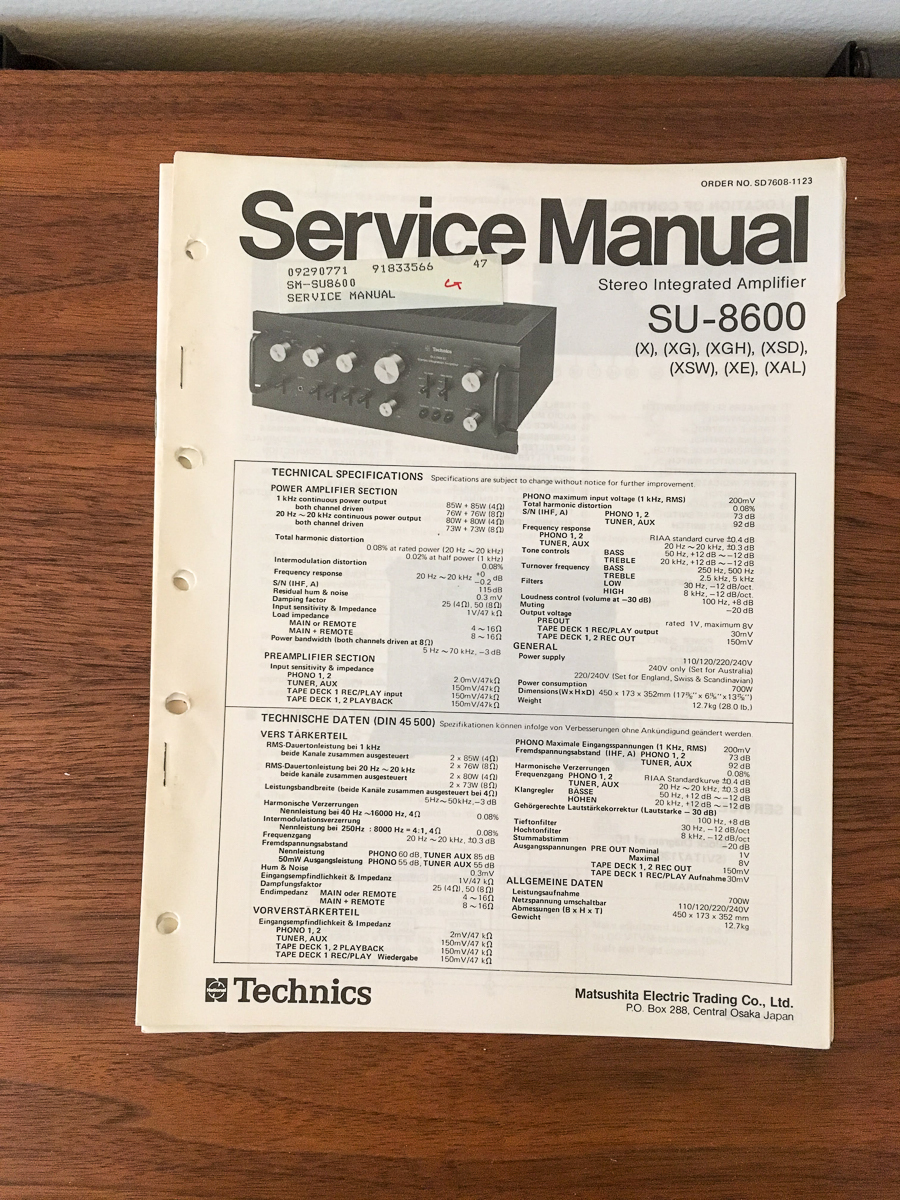 ORDER NO. SD7608-1123
Service Manual
09290771 91833566 47
SM-SU8600
SERVICE MANUAL
Stereo Integrated Amplifier
SU-8600
(X), (XG), (XGH), (XSD),
(XSW), (XE), (XAL)
Technics
TECHNICAL SPECIFICATIONS Specifications are subject to change without notice for further improvement.
POWER AMPLIFIER SECTION
1 kHz continuous power output
both channel driven 85W + 85W (4Ω)
76W + 76W (8Ω)
20 Hz ~ 20 kHz continuous power output
both channel driven 80W + 80W (4Ω)
73W + 73W (8Ω)
Total harmonic distortion
0.08% at rated power (20 Hz ~ 20 kHz)
0.02% at half power (1 kHz)
Intermodulation distortion 0.08%
Frequency response 20 Hz ~ 20 kHz +0 -0.2 dB
S/N (IHF, A) 115dB
Residual hum & noise 0.3 mV
Damping factor 25 (4Ω), 50 (8Ω)
Input sensitivity & Impedance 1V/47 kΩ
Load impedance
MAIN or REMOTE 4 ~ 16Ω
MAIN + REMOTE 8 ~ 16Ω
Power bandwidth (both channels driven at 8Ω)
5 Hz ~ 70 kHz, -3 dB
PREAMPLIFIER SECTION
Input sensitivity & impedance
PHONO 1, 2 2.0mV/47kΩ
TUNER, AUX 150mV/47kΩ
TAPE DECK 1 REC/PLAY input 150mV/47kΩ
TAPE DECK 1, 2 PLAYBACK 150mV/47kΩ
PHONO maximum input voltage (1 kHz, RMS) 200mV
Total harmonic distortion 0.08%
S/N (IHF, A) PHONO 1, 2 73 dB
TUNER, AUX 92 dB
Frequency response
PHONO 1, 2 RIAA standard curve ±0.4 dB
TUNER, AUX 20 Hz ~ 20 kHz, ±0.3 dB
Tone controls BASS 50 Hz, +12 dB ~ -12 dB
TREBLE 20 kHz, +12 dB ~ -12 dB
Turnover frequency BASS 250 Hz, 500 Hz
TREBLE 2.5 kHz, 5 kHz
Filters LOW 30 Hz, -12 dB/oct.
HIGH 8 kHz, -12 dB/oct.
Loudness control (volume at -30 dB) 100 Hz, +8 dB
Muting -20 dB
Output voltage
PREOUT rated 1V, maximum 8V
TAPE DECK 1 REC/PLAY output 30mV
TAPE DECK 1, 2 REC OUT 150mV
GENERAL
Power supply 110/120/220/240V
240V only (Set for Australia)
220/240V (Set for England, Swiss & Scandinavian)
Power consumption 700W
Dimensions (W x H x D) 450 x 173 x 352mm
Weight 12.7kg (28.0 lb.)
TECHNISCHE DATEN (DIN 45 500) Spezifikationen können infolge von Verbesserungen ohne Ankündigung geändert werden.
VERSTÄRKERTEIL
RMS-Dauertonleistung bei 1 kHz
beide Kanäle zusammen ausgesteuert 2 x 85W (4Ω)
2 x 76W (8Ω)
RMS-Dauertonleistung bei 20 Hz ~ 20 kHz
beide kanäle zusammen ausgesteuert 2 x 80W (4Ω)
2 x 73W (8Ω)
Leistungsbandbreite (beide Kanäle zusammen ausgesteuert bei 4Ω)
5Hz ~ 50kHz, -3 dB
Harmonische Verzerrungen
Nennleistung bei 40 Hz ~ 16000 Hz, 4Ω 0.08%
Intermodulationsverzerrung
Nennleistung bei 250Hz : 8000 Hz = 4:1, 4Ω 0.08%
Frequenzgang 20 Hz ~ 20 kHz, ±0.3 dB
Fremdspannungsabstand
Nennleistung PHONO 60 dB, TUNER AUX 85 dB
50mW Ausgangsleistung PHONO 55 dB, TUNER AUX 55 dB
Hum & Noise 0.3mV
Eingangsempfindlichkeit & Impedanz 1V/47 kΩ
Dampfungsfaktor 25 (4Ω), 50 (8Ω)
Endimpedanz MAIN oder REMOTE 4 ~ 16Ω
MAIN + REMOTE 8 ~ 16Ω
VORVERSTÄRKERTEIL
Eingangsempfindlichkeit & Impedanz
PHONO 1, 2 2mV/47 kΩ
TUNER, AUX 150mV/47 kΩ
TAPE DECK 1, 2 PLAYBACK 150mV/47 kΩ
TAPE DECK 1 REC/PLAY Wiedergabe 150mV/47 kΩ
PHONO Maximale Eingangsspannungen (1 KHz, RMS) 200mV
Fremdspannungsabstand (IHF, A) PHONO 1, 2 73 dB
TUNER, AUX 92 dB
Harmonische Verzerrungen 0.08%
Frequenzgang PHONO 1, 2 RIAA Standardkurve ±0.4 dB
TUNER, AUX 20 Hz ~ 20 kHz, ±0.3 dB
Klangregler BASSE 50 Hz, +12 dB ~ -12 dB
HOHEN 20 kHz, +12 dB ~ -12 dB
Gehörgerechte Lautstärkekorrektur (Lautstarke - 30 dB)
100 Hz, +8 dB
Tieftonfilter 30 Hz, -12 dB/oct
Hochtonfilter 8 kHz, -12 dB/oct.
Stummabstimm -20 dB
Ausgangsspannungen PRE OUT Nominal 1V
Maximal 8V
TAPE DECK 1, 2 REC OUT 150mV
TAPE DECK 1 REC/PLAY Aufnahme 30mV
ALLGEMEINE DATEN
Leistungsaufnahme 700W
Netzspannung umschaltbar 110/120/220/240V
Abmessungen (B x H x T) 450 x 173 x 352 mm
Gewicht 12.7kg
Technics
Matsushita Electric Trading Co., Ltd.
P.O. Box 288, Central Osaka Japan